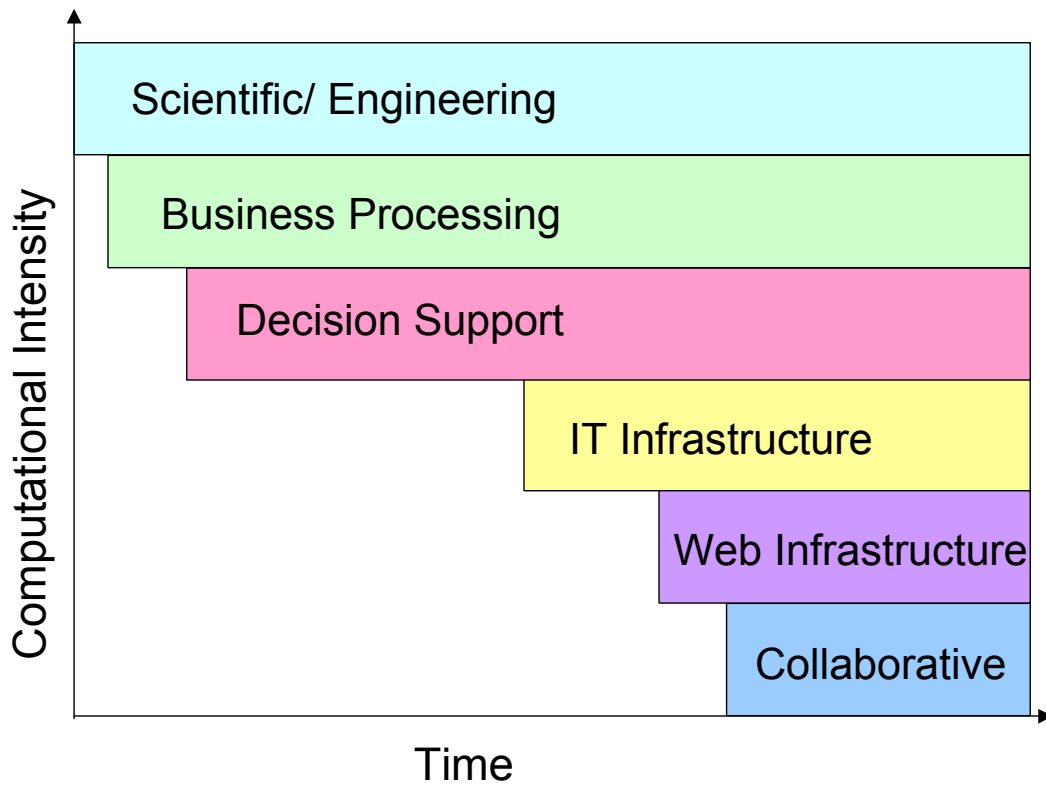 Computational Intensity
Scientific/ Engineering
Business Processing
Decision Support
IT Infrastructure
Web Infrastructure
Collaborative
Time